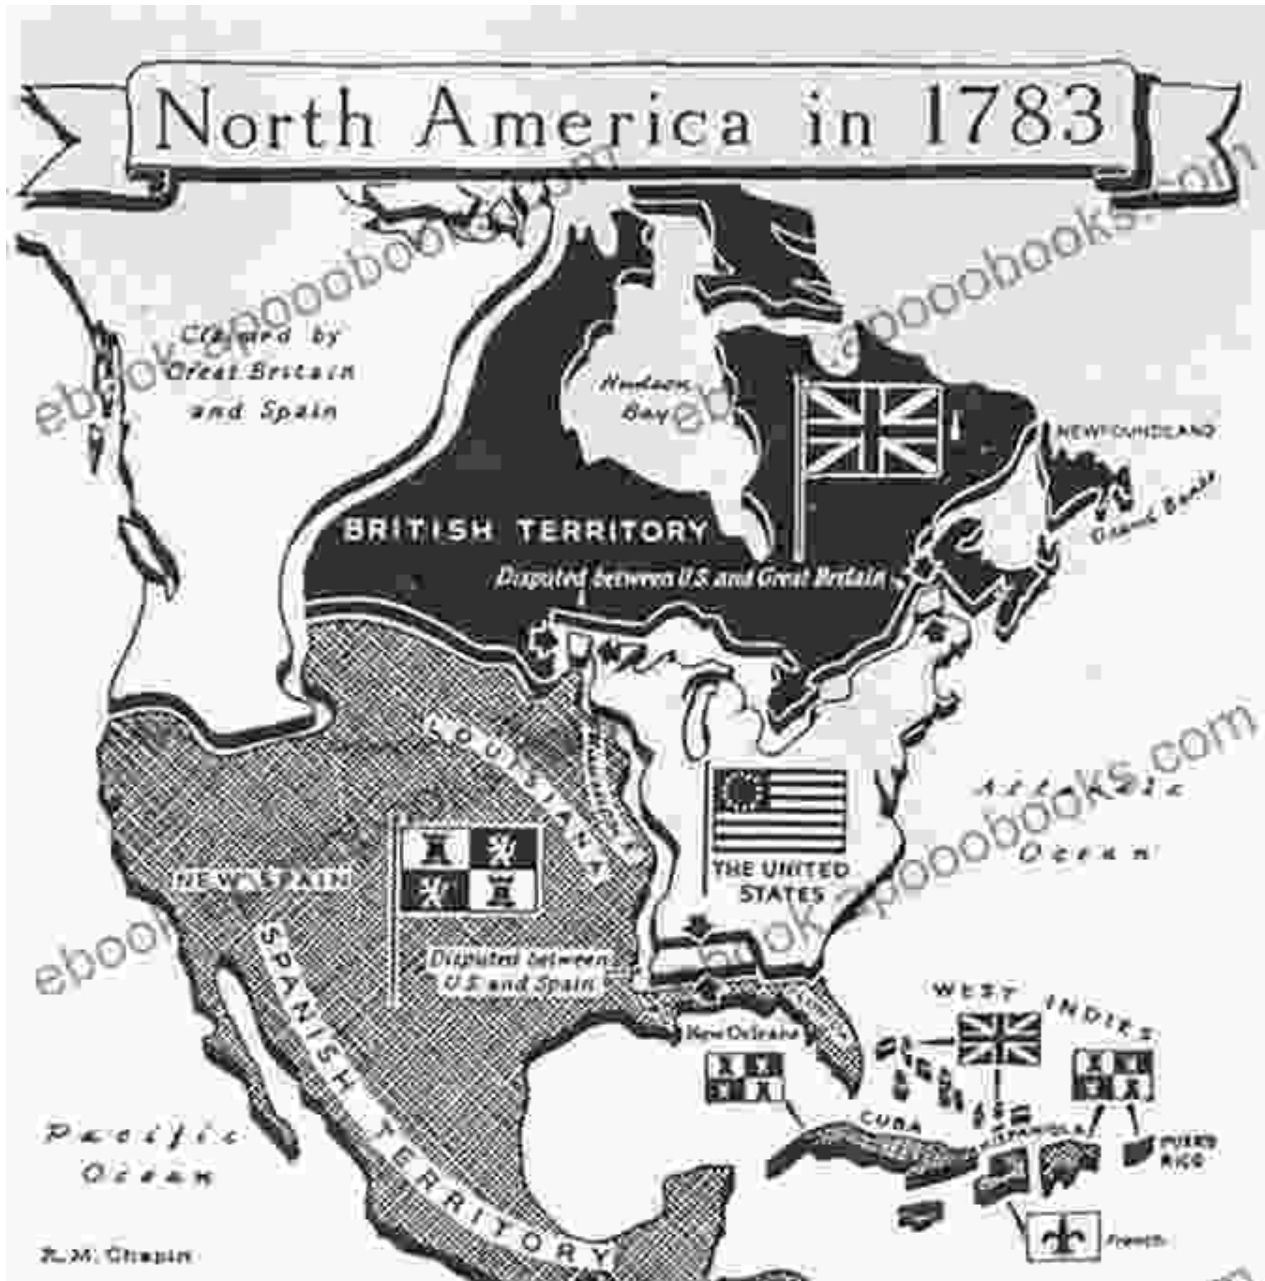 North America in 1783
Claimed by
Great Britain
and Spain
Hudson
Bay
NEWFOUNDLAND
Grand Banks
BRITISH TERRITORY
Disputed between U.S. and Great Britain
LOUISIANA
THE UNITED
STATES
Atlantic
Ocean
NEW SPAIN
SPANISH TERRITORY
Disputed between
U.S. and Spain
New Orleans
WEST INDIES
CUBA
HISPANIOLA
PUERTO
RICO
French
Pacific
Ocean
R.M. Chapin
ebook.epooobooks.com
ebook.epooobooks.com